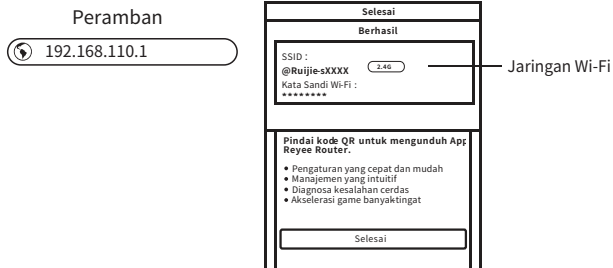 Peramban
192.168.110.1
Selesai
Berhasil
SSID :
@Ruijie-sXXXX
2.4G
Kata Sandi Wi-Fi :
********
Jaringan Wi-Fi
Pindai kode QR untuk mengunduh App
Reyee Router.
• Pengaturan yang cepat dan mudah
• Manajemen yang intuitif
• Diagnosa kesalahan cerdas
• Akselerasi game banyak-tingat
Selesai